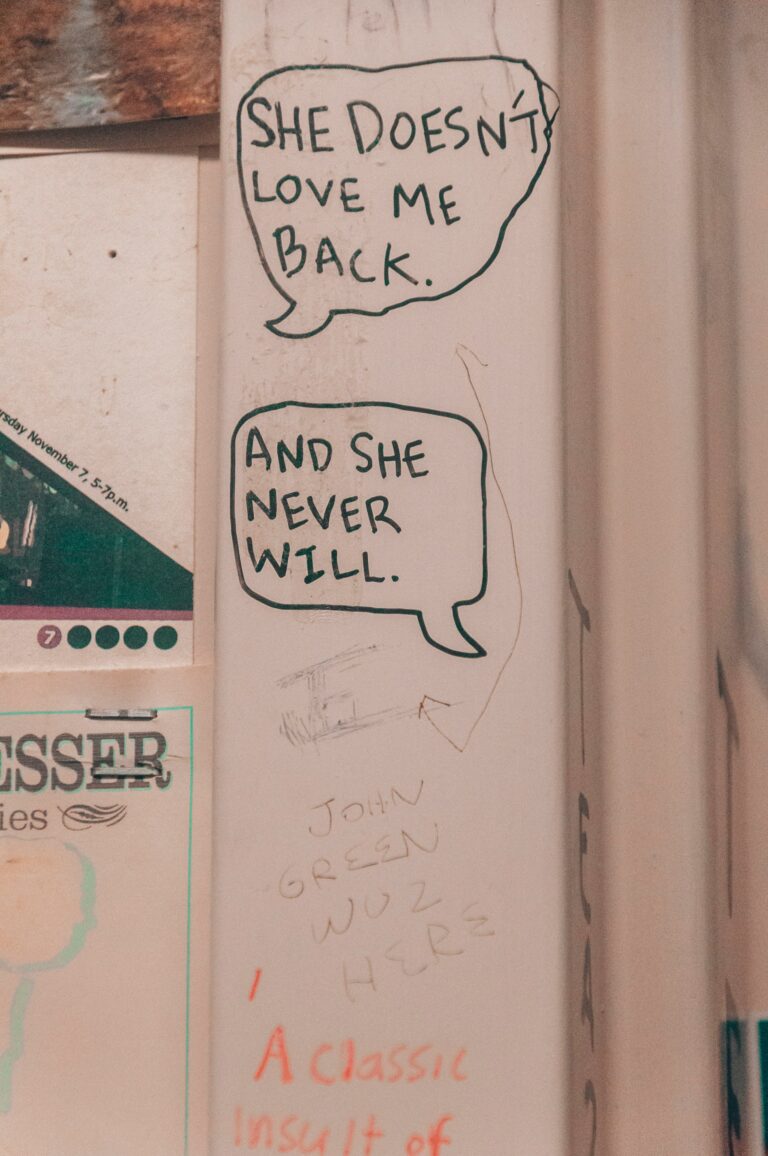 SHE DOESN'T
LOVE ME
BACK.
AND SHE
NEVER
WILL.
rsday November 7, 5-7p.m.
7
ESSER
ies
JOHN
GREEN
WUZ
HERE
A classic
insult of